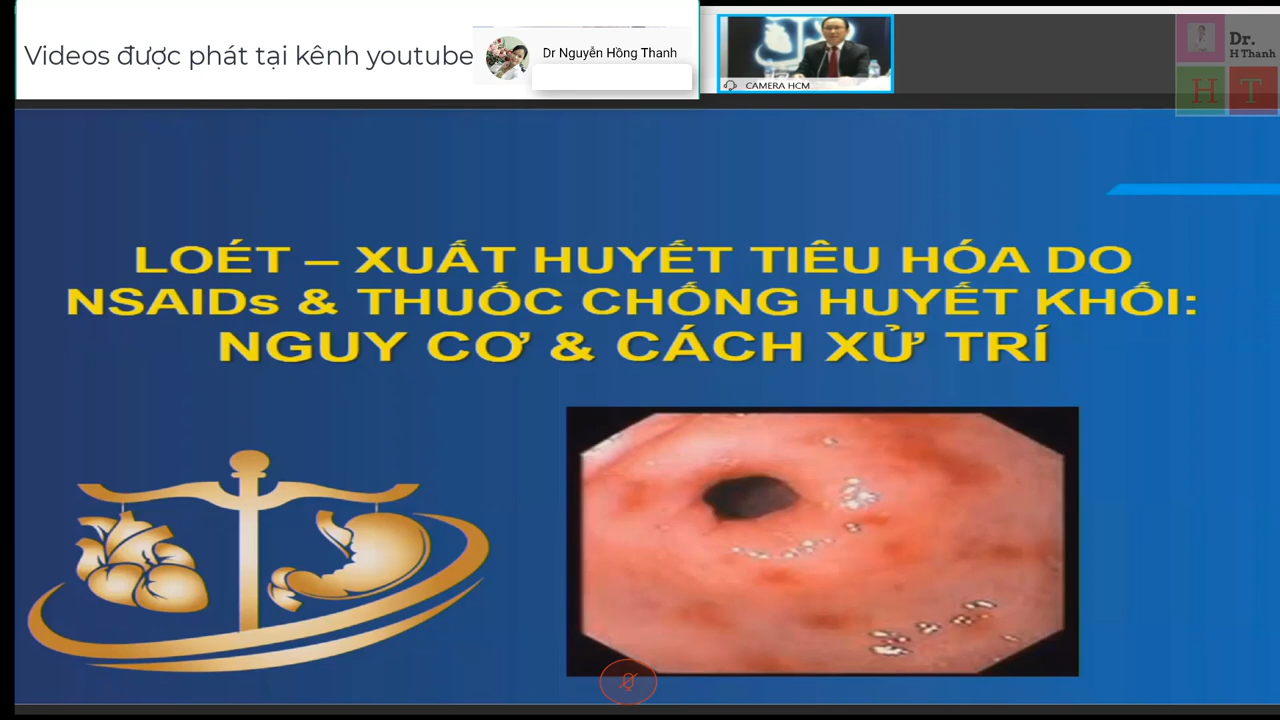 Videos được phát tại kênh youtube
Dr Nguyễn Hồng Thanh
CAMERA HCM
Dr.
H Thanh
H T
LOÉT – XUẤT HUYẾT TIÊU HÓA DO
NSAIDs & THUỐC CHỐNG HUYẾT KHỐI:
NGUY CƠ & CÁCH XỬ TRÍ